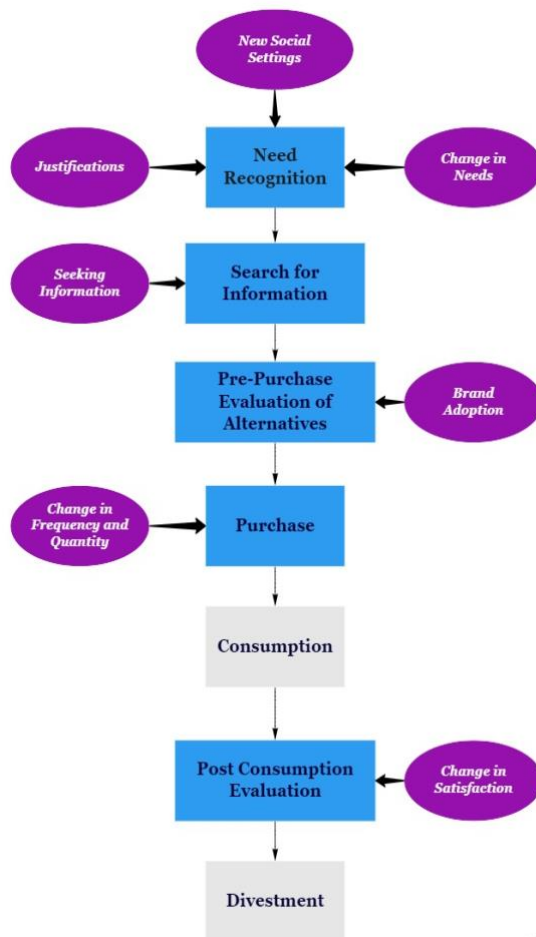 New Social
Settings
Justifications
Need
Recognition
Change in
Needs
Seeking
Information
Search for
Information
Pre-Purchase
Evaluation of
Alternatives
Brand
Adoption
Change in
Frequency and
Quantity
Purchase
Consumption
Post Consumption
Evaluation
Change in
Satisfaction
Divestment